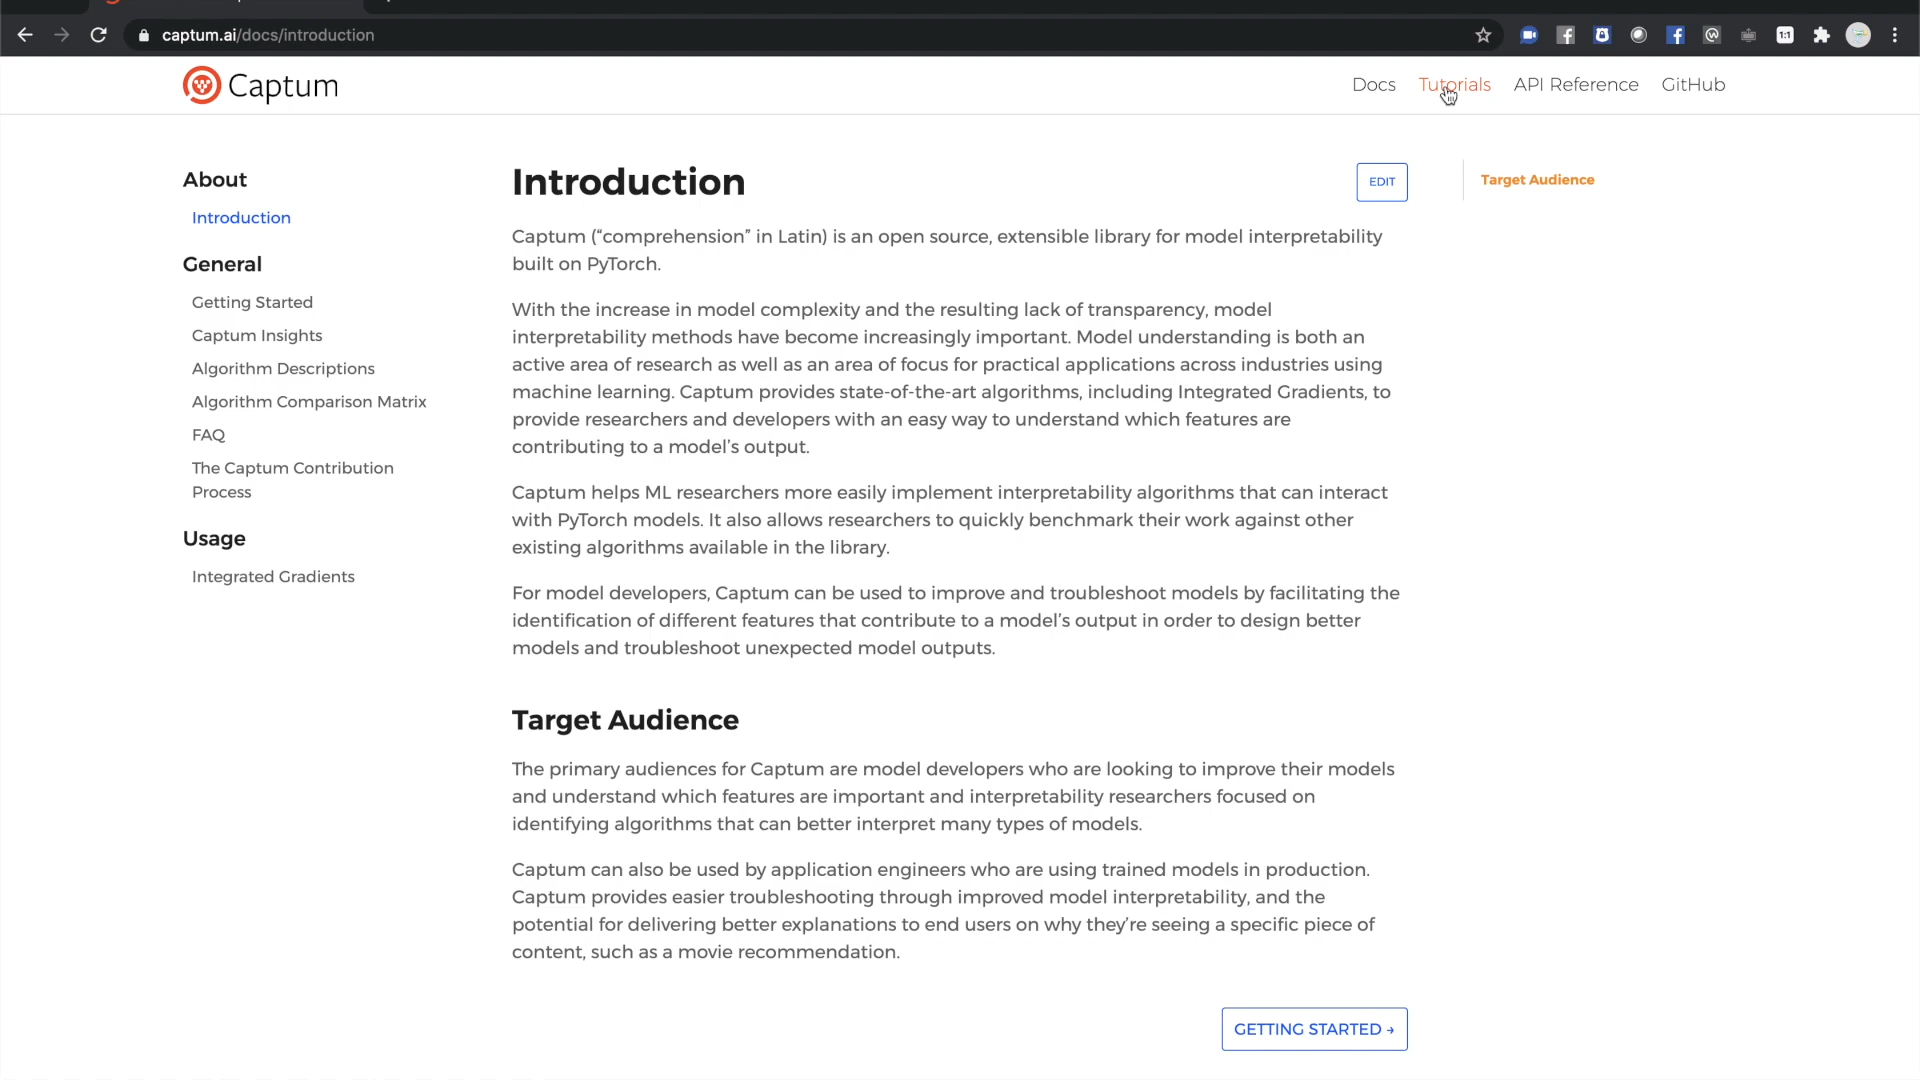 captum.ai/docs/introduction
1:1
Captum
Docs Tutorials API Reference GitHub
About
Introduction
General
Getting Started
Captum Insights
Algorithm Descriptions
Algorithm Comparison Matrix
FAQ
The Captum Contribution
Process
Usage
Integrated Gradients
Introduction
EDIT
Captum (“comprehension” in Latin) is an open source, extensible library for model interpretability
built on PyTorch.
With the increase in model complexity and the resulting lack of transparency, model
interpretability methods have become increasingly important. Model understanding is both an
active area of research as well as an area of focus for practical applications across industries using
machine learning. Captum provides state-of-the-art algorithms, including Integrated Gradients, to
provide researchers and developers with an easy way to understand which features are
contributing to a model’s output.
Captum helps ML researchers more easily implement interpretability algorithms that can interact
with PyTorch models. It also allows researchers to quickly benchmark their work against other
existing algorithms available in the library.
For model developers, Captum can be used to improve and troubleshoot models by facilitating the
identification of different features that contribute to a model’s output in order to design better
models and troubleshoot unexpected model outputs.
Target Audience
The primary audiences for Captum are model developers who are looking to improve their models
and understand which features are important and interpretability researchers focused on
identifying algorithms that can better interpret many types of models.
Captum can also be used by application engineers who are using trained models in production.
Captum provides easier troubleshooting through improved model interpretability, and the
potential for delivering better explanations to end users on why they’re seeing a specific piece of
content, such as a movie recommendation.
GETTING STARTED →
Target Audience